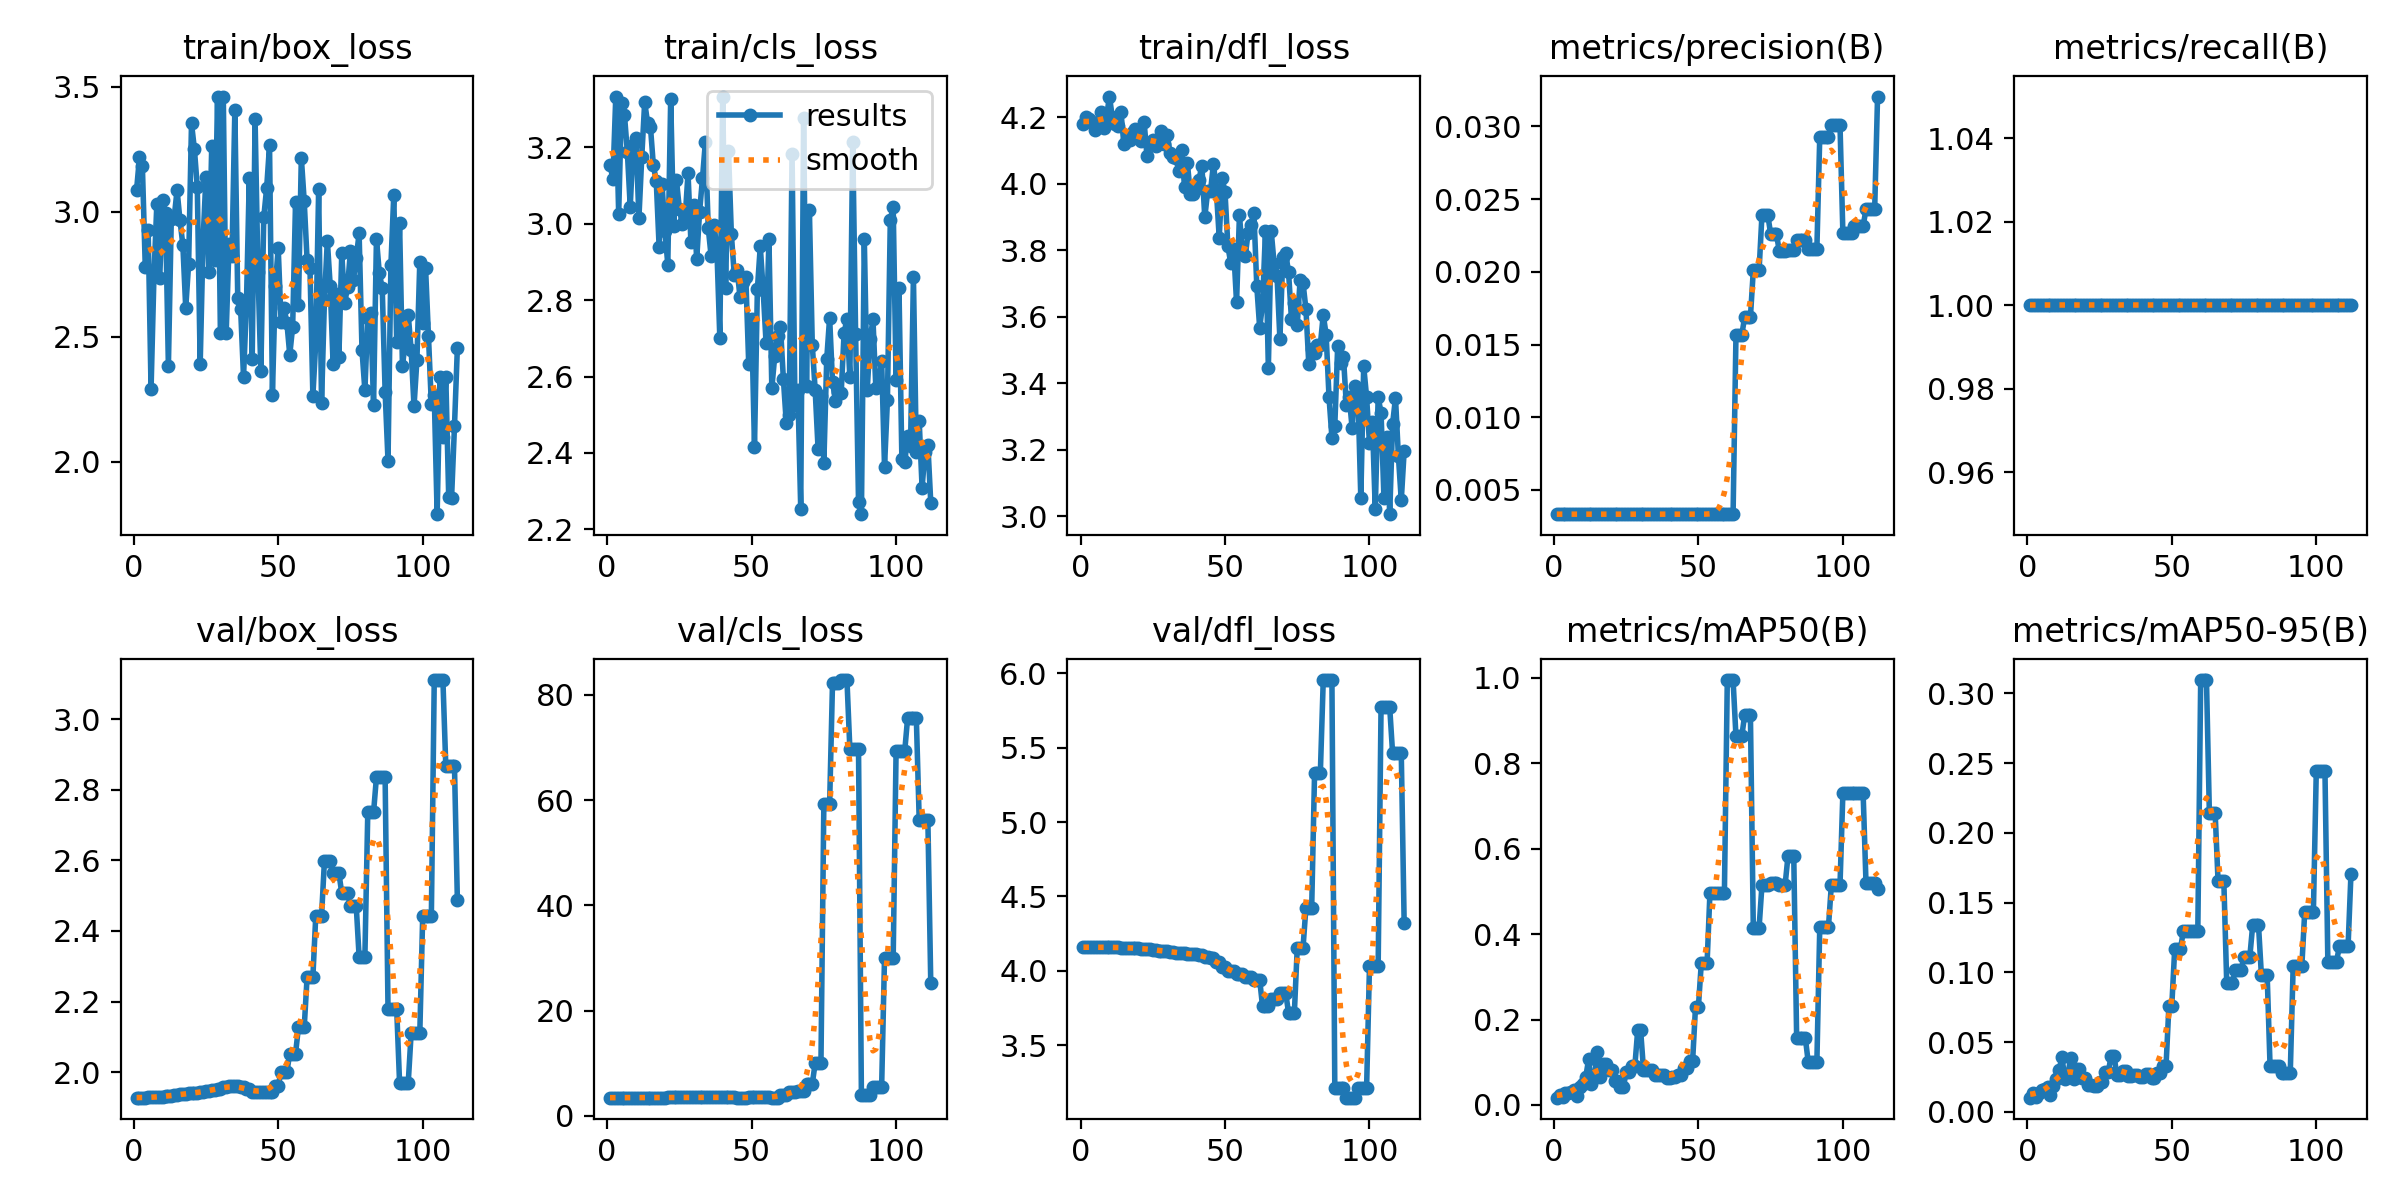 train/box_loss
3.5
3.0
2.5
2.0
0 50 100
train/cls_loss
results
smooth
3.2
3.0
2.8
2.6
2.4
2.2
0 50 100
train/dfl_loss
4.2
4.0
3.8
3.6
3.4
3.2
3.0
0 50 100
metrics/precision(B)
0.030
0.025
0.020
0.015
0.010
0.005
0 50 100
metrics/recall(B)
1.04
1.02
1.00
0.98
0.96
0 50 100
val/box_loss
3.0
2.8
2.6
2.4
2.2
2.0
0 50 100
val/cls_loss
80
60
40
20
0
0 50 100
val/dfl_loss
6.0
5.5
5.0
4.5
4.0
3.5
0 50 100
metrics/mAP50(B)
1.0
0.8
0.6
0.4
0.2
0.0
0 50 100
metrics/mAP50-95(B)
0.30
0.25
0.20
0.15
0.10
0.05
0.00
0 50 100